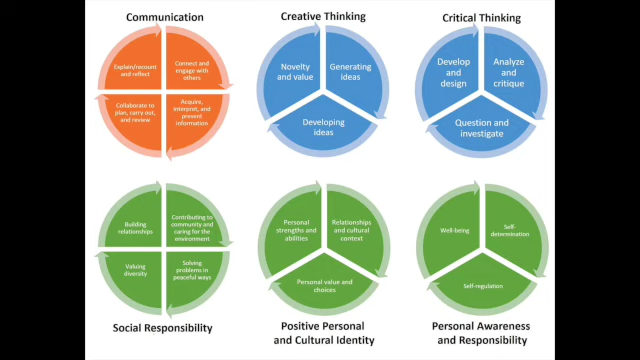 Communication
Creative Thinking
Critical Thinking
Explain/recount
and reflect
Connect and
engage with
others
Collaborate to
plan, carry out,
and review
Acquire,
interpret, and
present
information
Novelty
and value
Generating
ideas
Developing
ideas
Develop
and
design
Analyze
and
critique
Question and
investigate
Building
relationships
Contributing to
community and
caring for the
environment
Valuing
diversity
Solving
problems in
peaceful ways
Personal
strengths and
abilities
Relationships
and cultural
context
Personal value and
choices
Well-being
Self-
determination
Self-regulation
Social Responsibility
Positive Personal
and Cultural Identity
Personal Awareness
and Responsibility